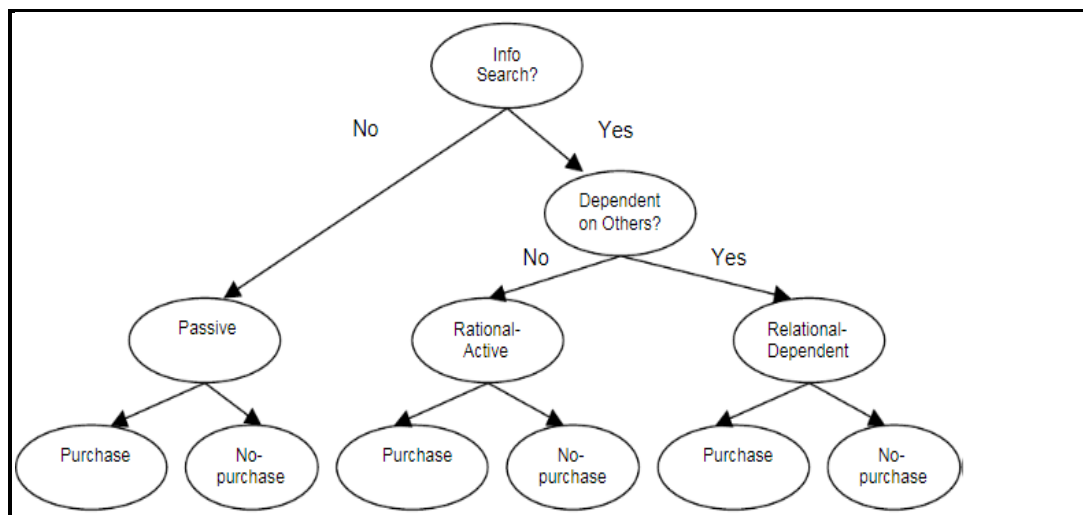 Info
Search?
No
Yes
Dependent
on Others?
No
Yes
Passive
Rational-
Active
Relational-
Dependent
Purchase
No-
purchase
Purchase
No-
purchase
Purchase
No-
purchase